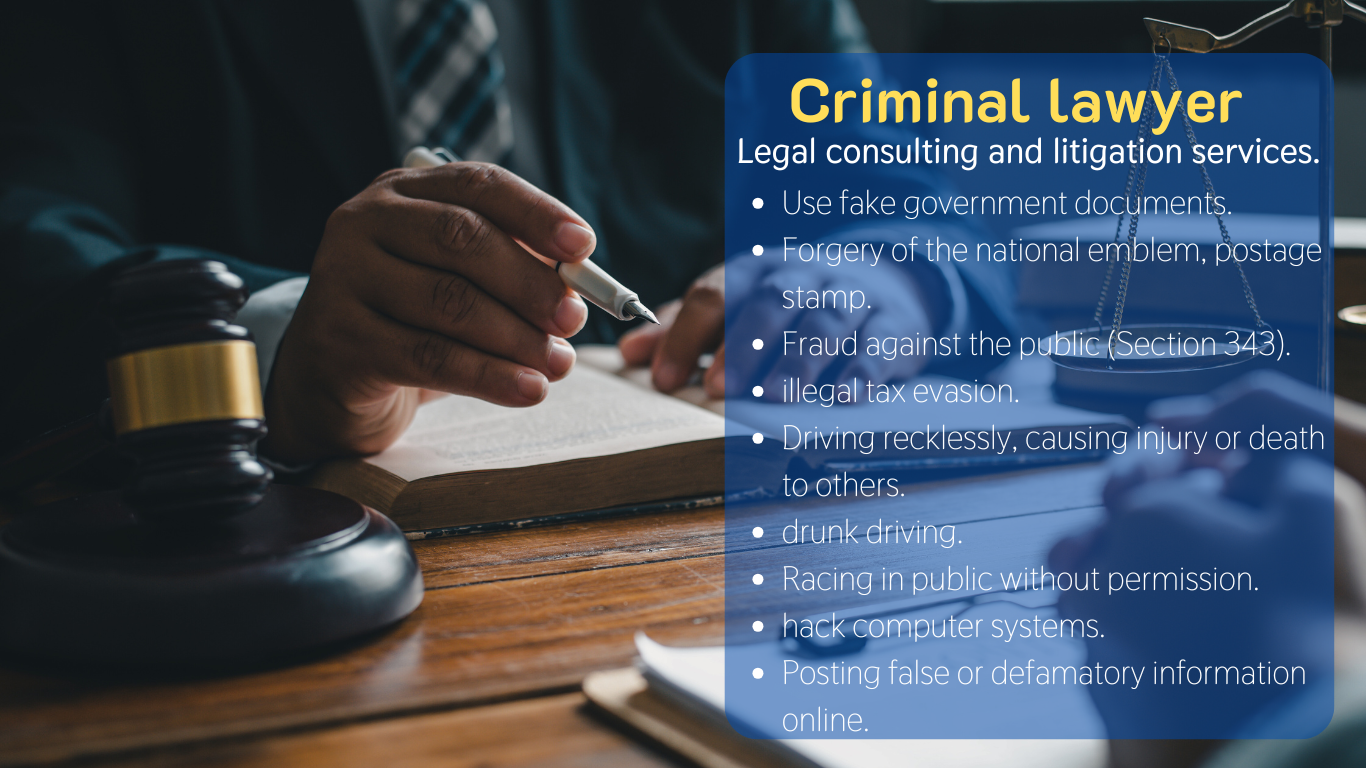 Criminal lawyer
Legal consulting and litigation services.
• Use fake government documents.
• Forgery of the national emblem, postage
stamp.
• Fraud against the public (Section 343).
• illegal tax evasion.
• Driving recklessly, causing injury or death
to others.
• drunk driving.
• Racing in public without permission.
• hack computer systems.
• Posting false or defamatory information
online.